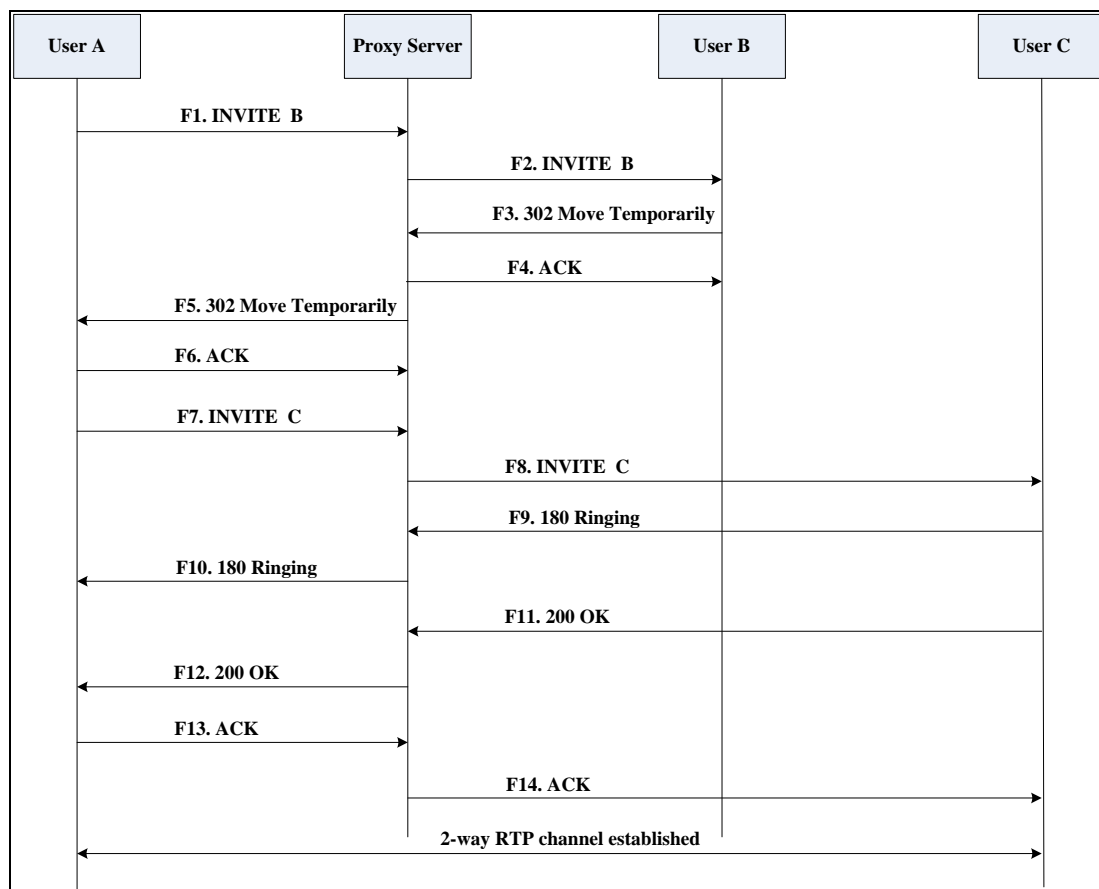 User A
Proxy Server
User B
User C
F1. INVITE B
F2. INVITE B
F3. 302 Move Temporarily
F4. ACK
F5. 302 Move Temporarily
F6. ACK
F7. INVITE C
F8. INVITE C
F9. 180 Ringing
F10. 180 Ringing
F11. 200 OK
F12. 200 OK
F13. ACK
F14. ACK
2-way RTP channel established